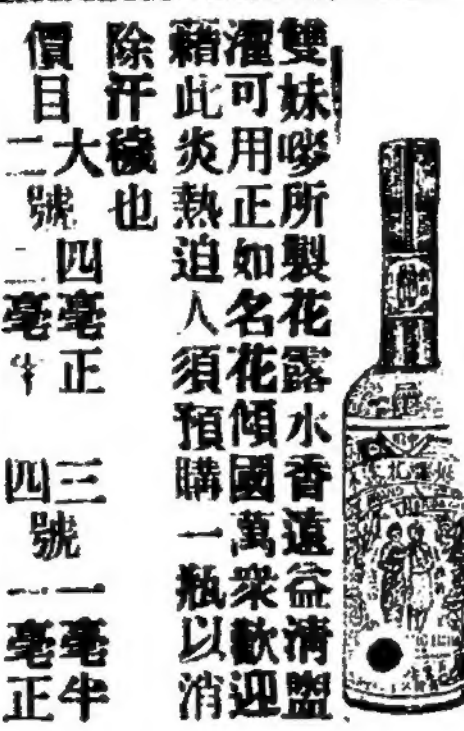 雙妹嘜所製花露水香遠益清盥
濯可用正如名花傾國萬衆歡迎
藉此炎熱迫人須預購一瓶以消
除汗穢也
價目 大號 四毫正 三號 一毫半
二號 二毫半 四號 一毫正